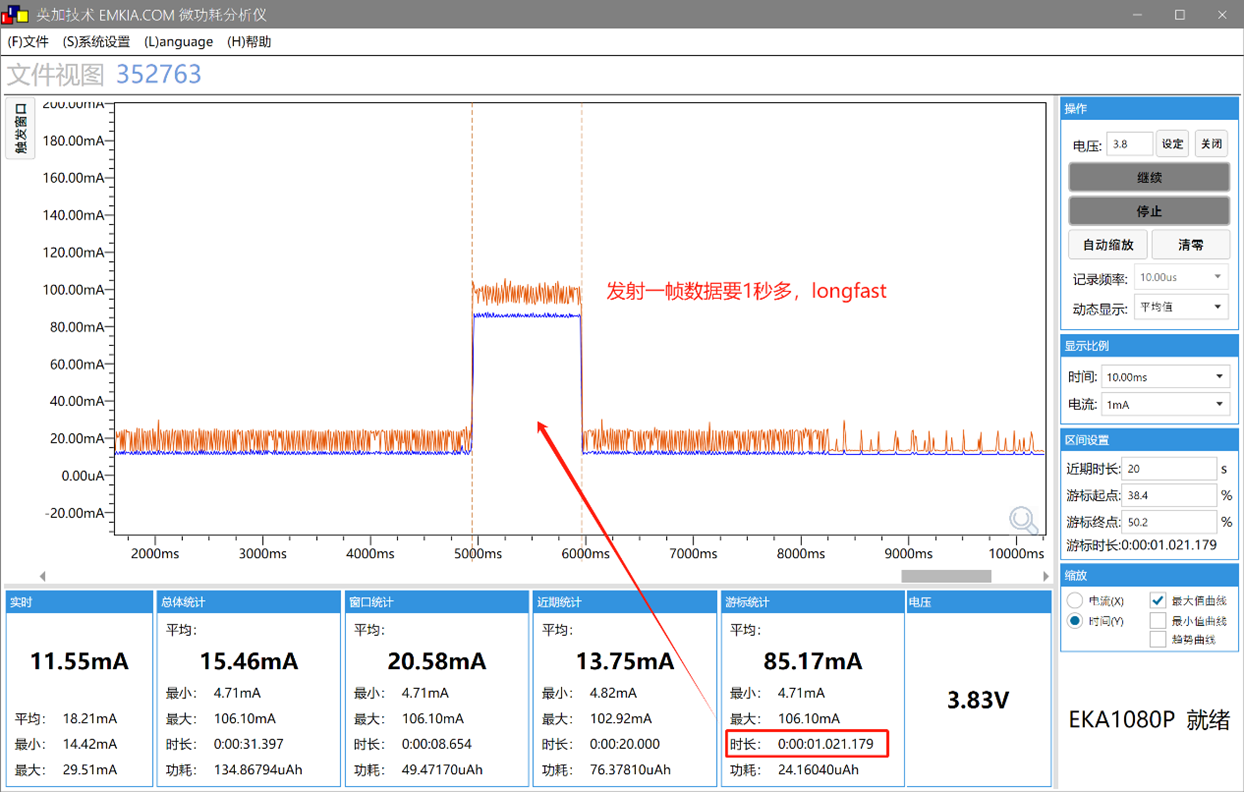 英加技术 EMKIA.COM 微功耗分析仪
(F)文件 (S)系统设置 (L)anguage (H)帮助
文件视图 352763
触发窗口
200.00mA
180.00mA
160.00mA
140.00mA
120.00mA
100.00mA
80.00mA
60.00mA
40.00mA
20.00mA
0.00uA
-20.00mA
发射一帧数据要1秒多，longfast
2000ms 3000ms 4000ms 5000ms 6000ms 7000ms 8000ms 9000ms 10000ms
操作
电压: 3.8 设定 关闭
继续
停止
自动缩放 清零
记录频率: 10.00us
动态显示: 平均值
显示比例
时间: 10.00ms
电流: 1mA
区间设置
近期时长: 20 s
游标起点: 38.4 %
游标终点: 50.2 %
游标时长:0:00:01.021.179
缩放
电流(X) 最大值曲线
时间(Y) 最小值曲线
趋势曲线
EKA1080P 就绪
实时
11.55mA
平均: 18.21mA
最小: 14.42mA
最大: 29.51mA
总体统计
平均:
15.46mA
最小: 4.71mA
最大: 106.10mA
时长: 0:00:31.397
功耗: 134.86794uAh
窗口统计
平均:
20.58mA
最小: 4.71mA
最大: 106.10mA
时长: 0:00:08.654
功耗: 49.47170uAh
近期统计
平均:
13.75mA
最小: 4.82mA
最大: 102.92mA
时长: 0:00:20.000
功耗: 76.37810uAh
游标统计
平均:
85.17mA
最小: 4.71mA
最大: 106.10mA
时长: 0:00:01.021.179
功耗: 24.16040uAh
电压
3.83V